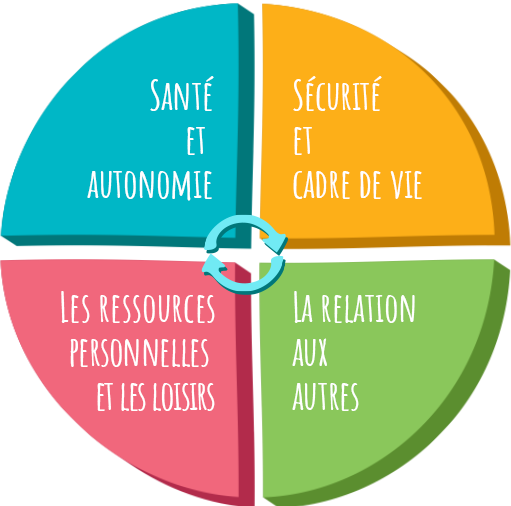 Santé
et
autonomie
Sécurité
et
cadre de vie
Les ressources
personnelles
et les loisirs
La relation
aux
autres